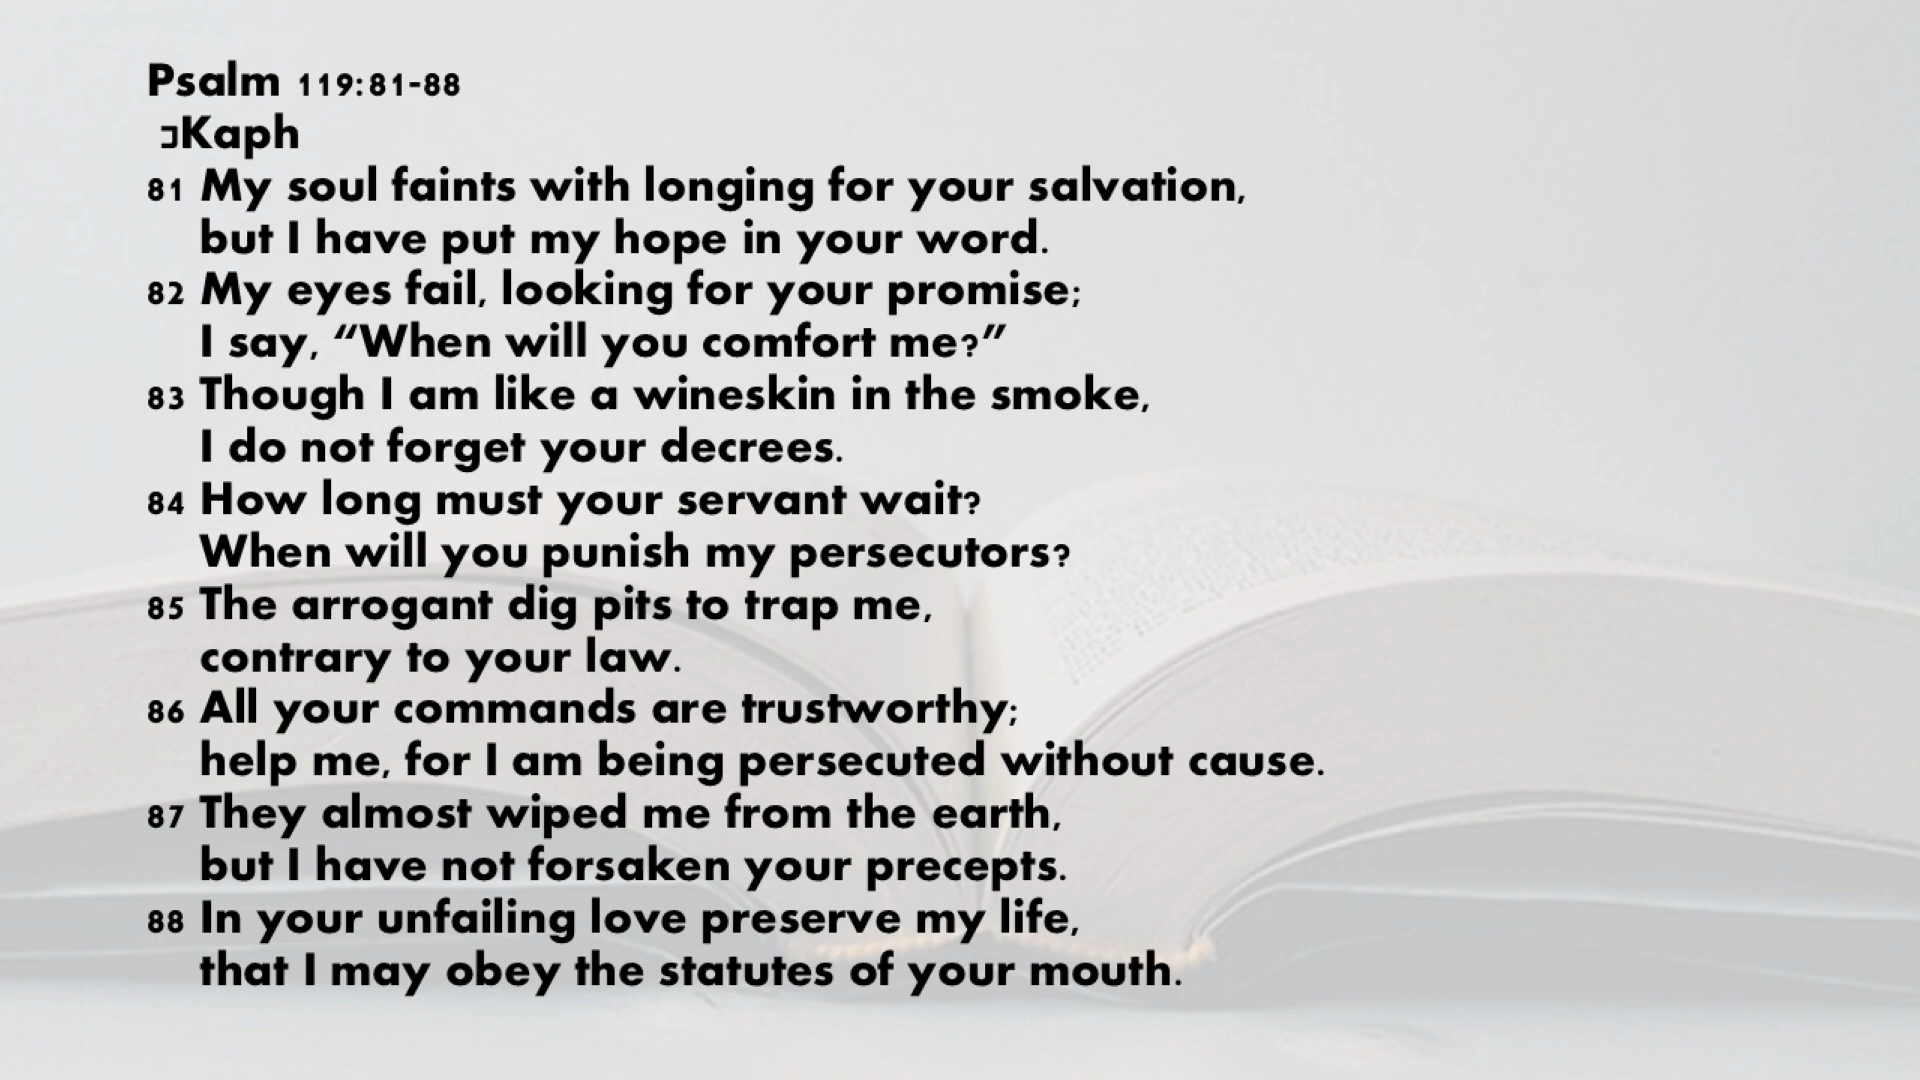 Psalm 119:81-88
כKaph
81 My soul faints with longing for your salvation,
but I have put my hope in your word.
82 My eyes fail, looking for your promise;
I say, “When will you comfort me?”
83 Though I am like a wineskin in the smoke,
I do not forget your decrees.
84 How long must your servant wait?
When will you punish my persecutors?
85 The arrogant dig pits to trap me,
contrary to your law.
86 All your commands are trustworthy;
help me, for I am being persecuted without cause.
87 They almost wiped me from the earth,
but I have not forsaken your precepts.
88 In your unfailing love preserve my life,
that I may obey the statutes of your mouth.